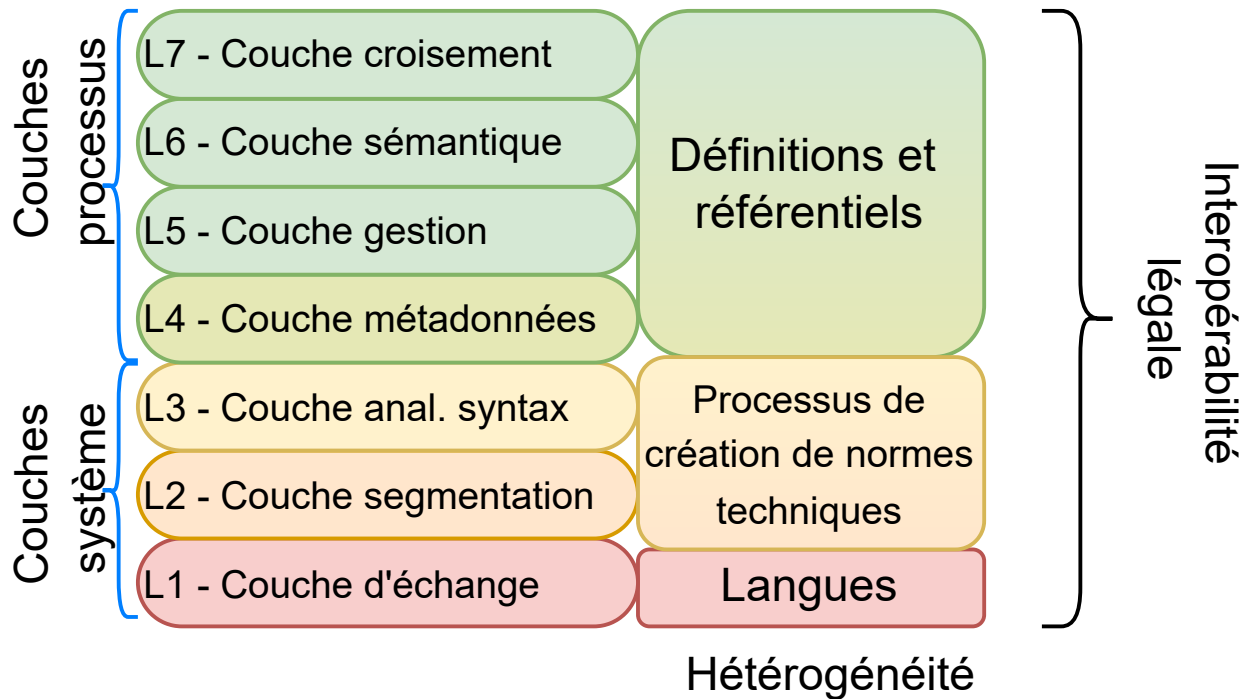 Couches
processus
L7 - Couche croisement
L6 - Couche sémantique
L5 - Couche gestion
L4 - Couche métadonnées
Définitions et
référentiels
Couches
système
L3 - Couche anal. syntax
L2 - Couche segmentation
L1 - Couche d'échange
Processus de
création de normes
techniques
Langues
Interopérabilité
légale
Hétérogénéité